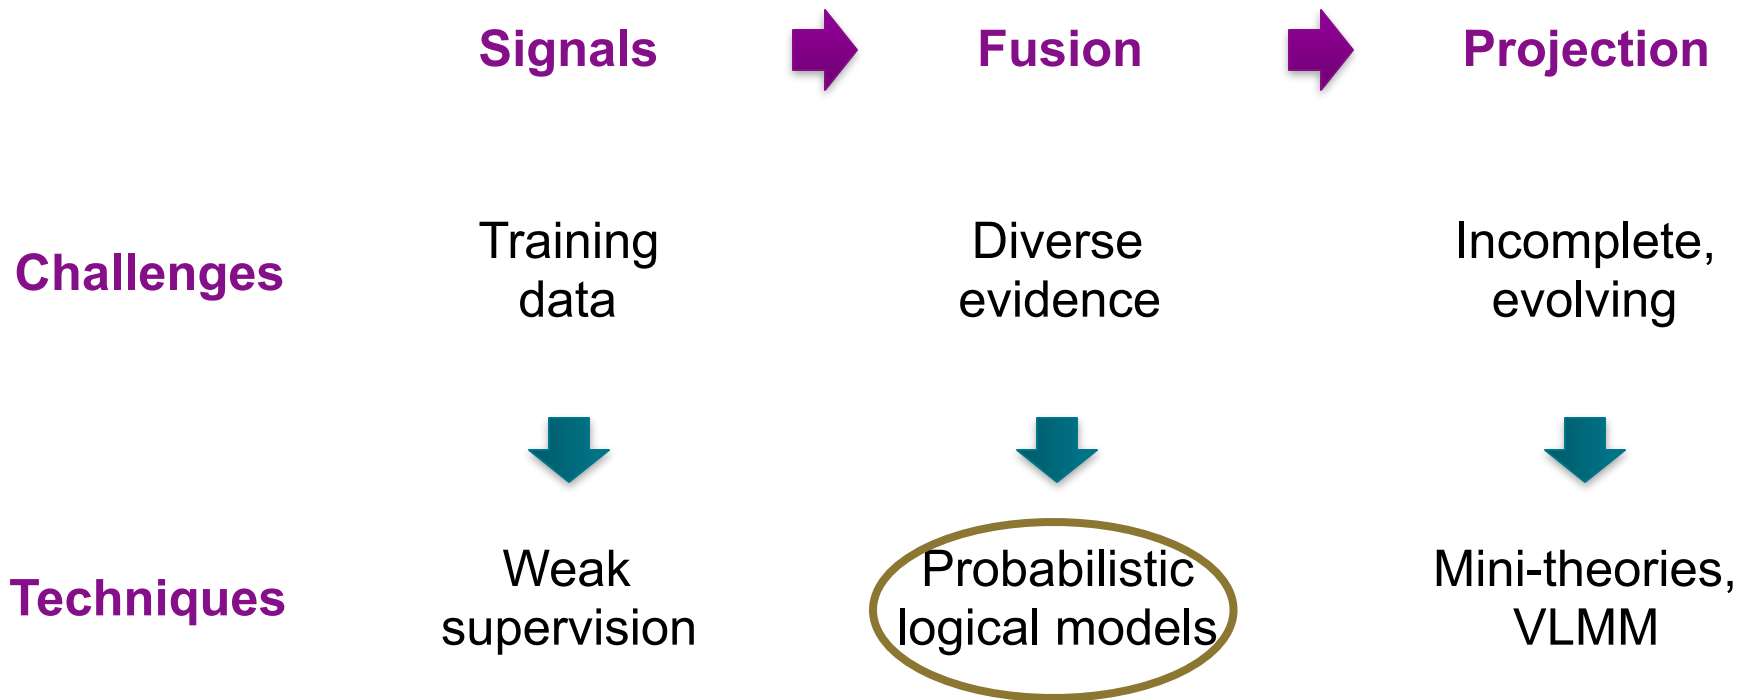 Signals
Fusion
Projection
Challenges
Training
data
Diverse
evidence
Incomplete,
evolving
Techniques
Weak
supervision
Probabilistic
logical models
Mini-theories,
VLMM